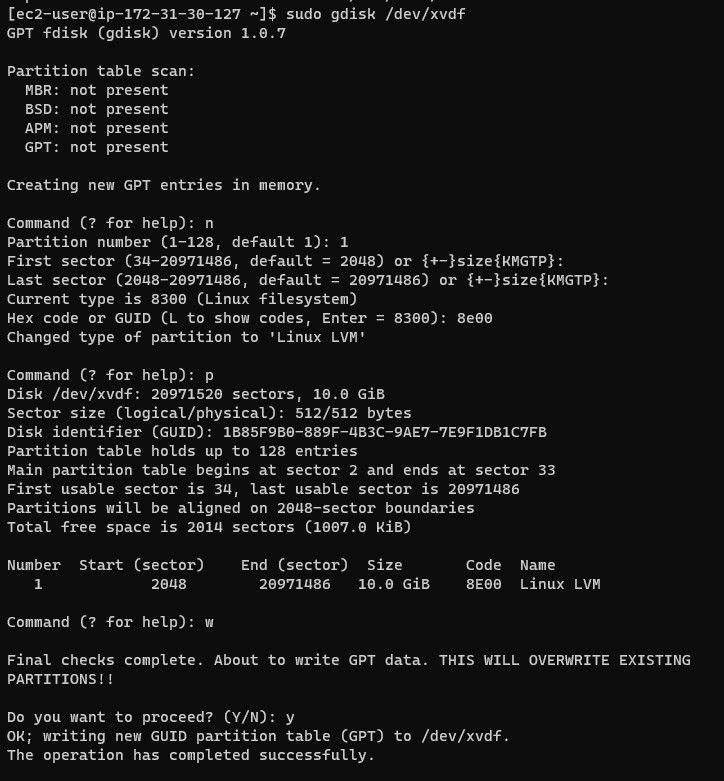 [ec2-user@ip-172-31-30-127 ~]$ sudo gdisk /dev/xvdf
GPT fdisk (gdisk) version 1.0.7

Partition table scan:
  MBR: not present
  BSD: not present
  APM: not present
  GPT: not present

Creating new GPT entries in memory.

Command (? for help): n
Partition number (1-128, default 1): 1
First sector (34-20971486, default = 2048) or {+-}size{KMGTP}:
Last sector (2048-20971486, default = 20971486) or {+-}size{KMGTP}:
Current type is 8300 (Linux filesystem)
Hex code or GUID (L to show codes, Enter = 8300): 8e00
Changed type of partition to 'Linux LVM'

Command (? for help): p
Disk /dev/xvdf: 20971520 sectors, 10.0 GiB
Sector size (logical/physical): 512/512 bytes
Disk identifier (GUID): 1B85F9B0-889F-4B3C-9AE7-7E9F1DB1C7FB
Partition table holds up to 128 entries
Main partition table begins at sector 2 and ends at sector 33
First usable sector is 34, last usable sector is 20971486
Partitions will be aligned on 2048-sector boundaries
Total free space is 2014 sectors (1007.0 KiB)

Number  Start (sector)    End (sector)  Size       Code  Name
   1            2048        20971486   10.0 GiB    8E00  Linux LVM

Command (? for help): w

Final checks complete. About to write GPT data. THIS WILL OVERWRITE EXISTING
PARTITIONS!!

Do you want to proceed? (Y/N): y
OK; writing new GUID partition table (GPT) to /dev/xvdf.
The operation has completed successfully.